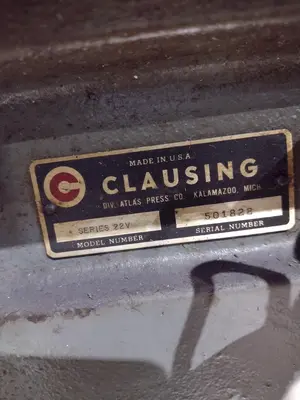 MADE IN U.S.A.
CLAUSING
DIV. ATLAS PRESS CO. KALAMAZOO, MICH.
SERIES 22V 501822
MODEL NUMBER SERIAL NUMBER